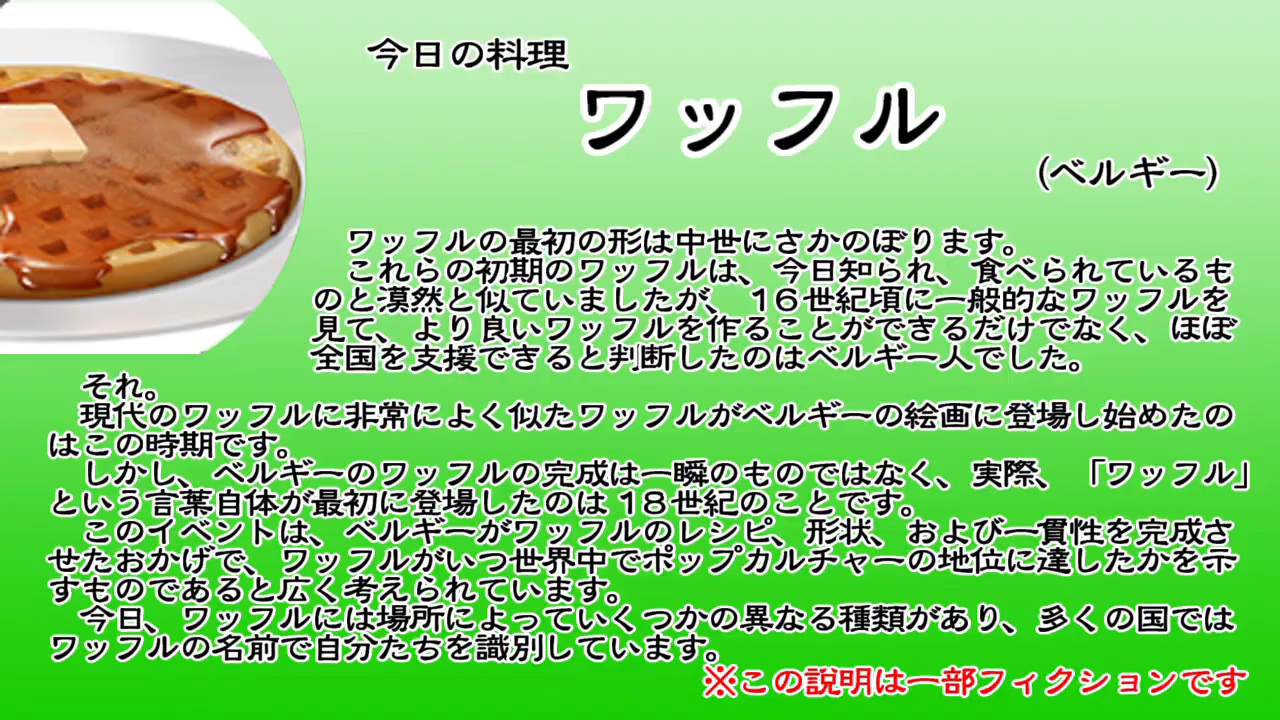 今日の料理
ワッフル
(ベルギー)
ワッフルの最初の形は中世にさかのぼります。
これらの初期のワッフルは、今日知られ、食べられているも
のと漠然と似ていましたが、16世紀頃に一般的なワッフルを
見て、より良いワッフルを作ることができるだけでなく、ほぼ
全国を支援できると判断したのはベルギー人でした。
それ。
現代のワッフルに非常によく似たワッフルがベルギーの絵画に登場し始めたの
はこの時期です。
しかし、ベルギーのワッフルの完成は一瞬のものではなく、実際、「ワッフル」
という言葉自体が最初に登場したのは18世紀のことです。
このイベントは、ベルギーがワッフルのレシピ、形状、および一貫性を完成さ
せたおかげで、ワッフルがいつ世界中でポップカルチャーの地位に達したかを示
すものであると広く考えられています。
今日、ワッフルには場所によっていくつかの異なる種類があり、多くの国では
ワッフルの名前で自分たちを識別しています。
※この説明は一部フィクションです